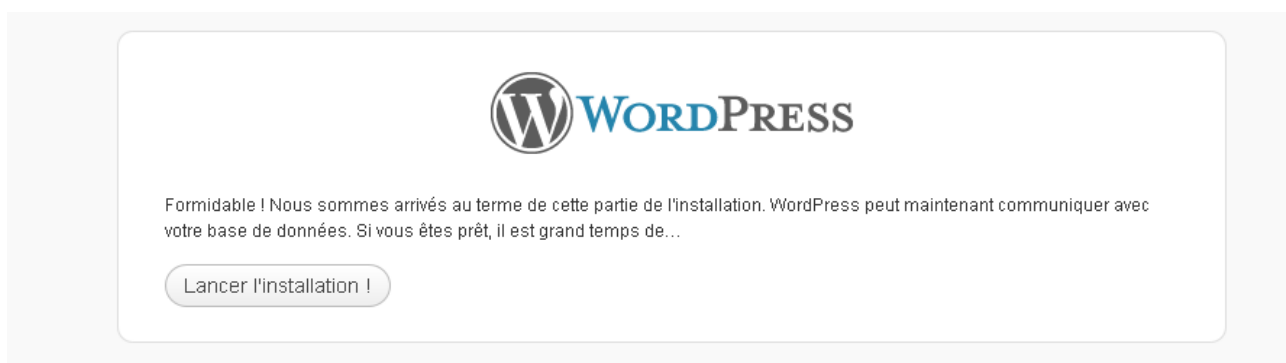 WORDPRESS
Formidable ! Nous sommes arrivés au terme de cette partie de l'installation. WordPress peut maintenant communiquer avec
votre base de données. Si vous êtes prêt, il est grand temps de…
Lancer l'installation !